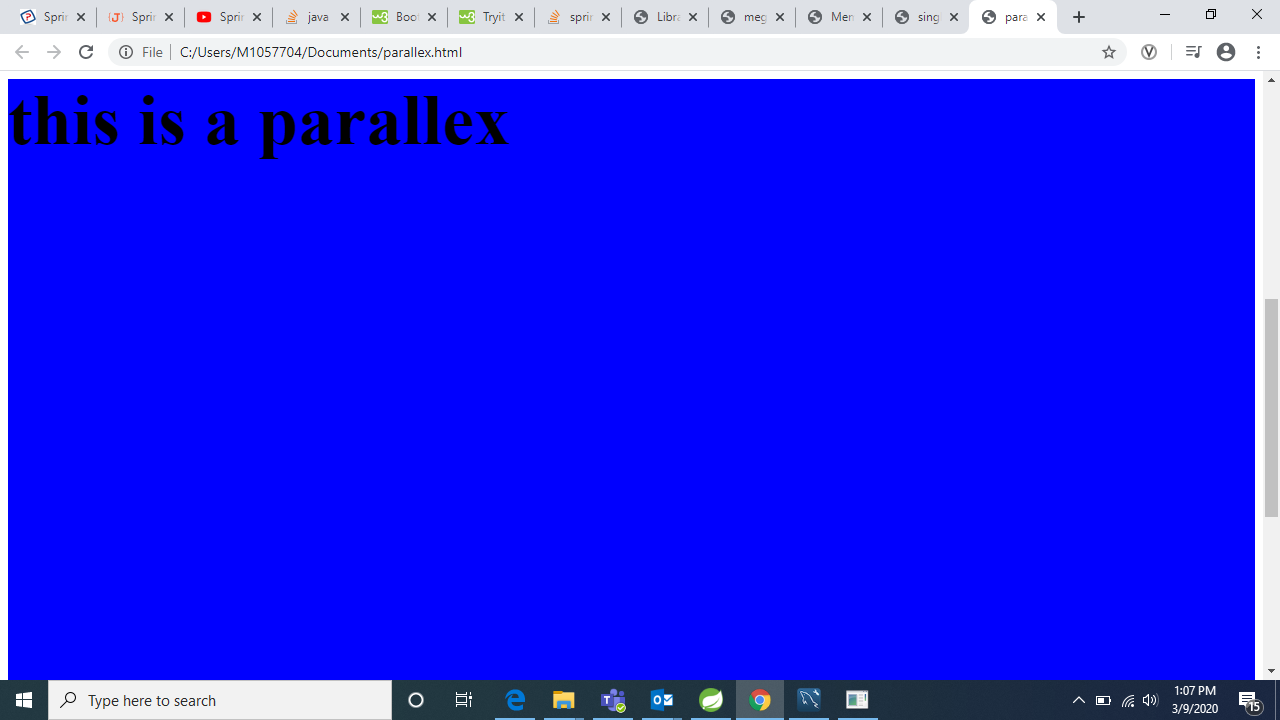 Sprin
Sprin
Sprin
java
Boot
Tryit
sprin
Libra
meg
Men
sing
para
File
C:/Users/M1057704/Documents/parallex.html
this is a parallex
Type here to search
1:07 PM
3/9/2020
15